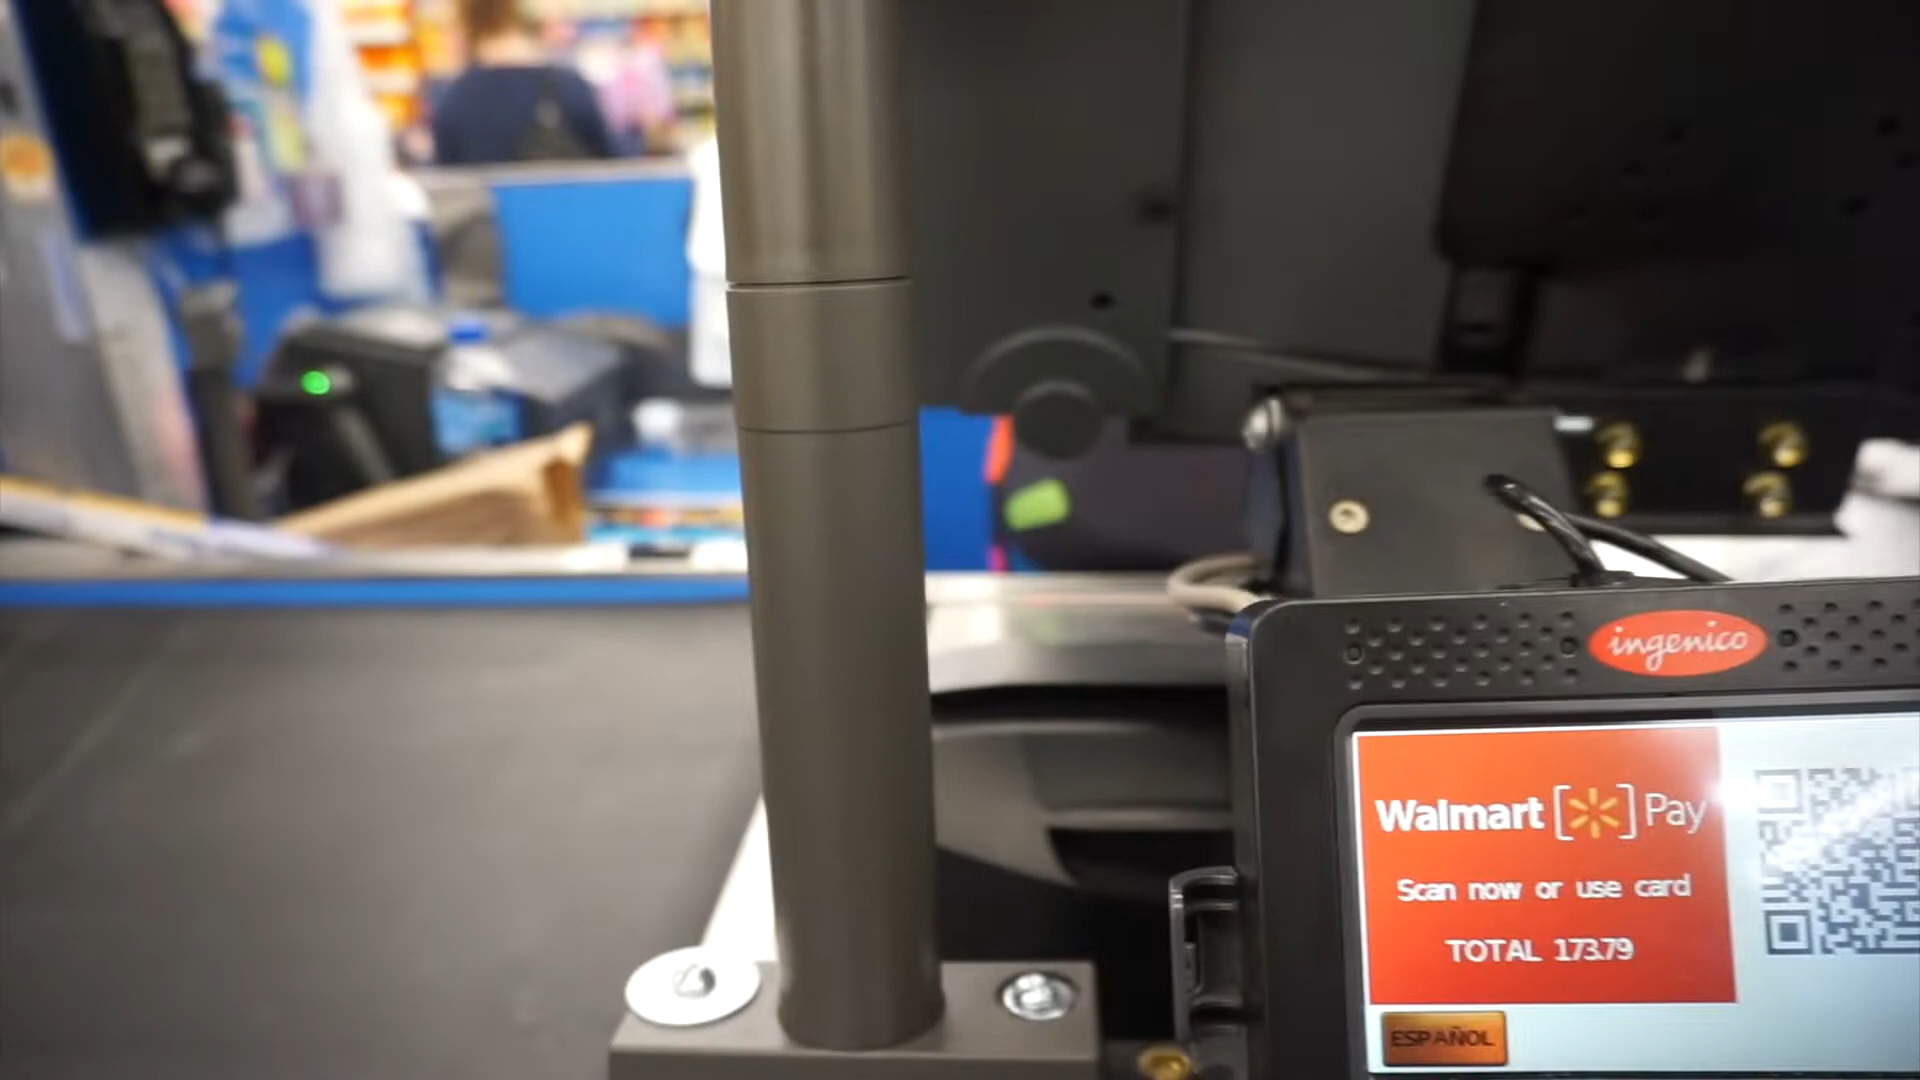 ingenico
Walmart [ ] Pay
Scan now or use card
TOTAL 173.79
ESPAÑOL